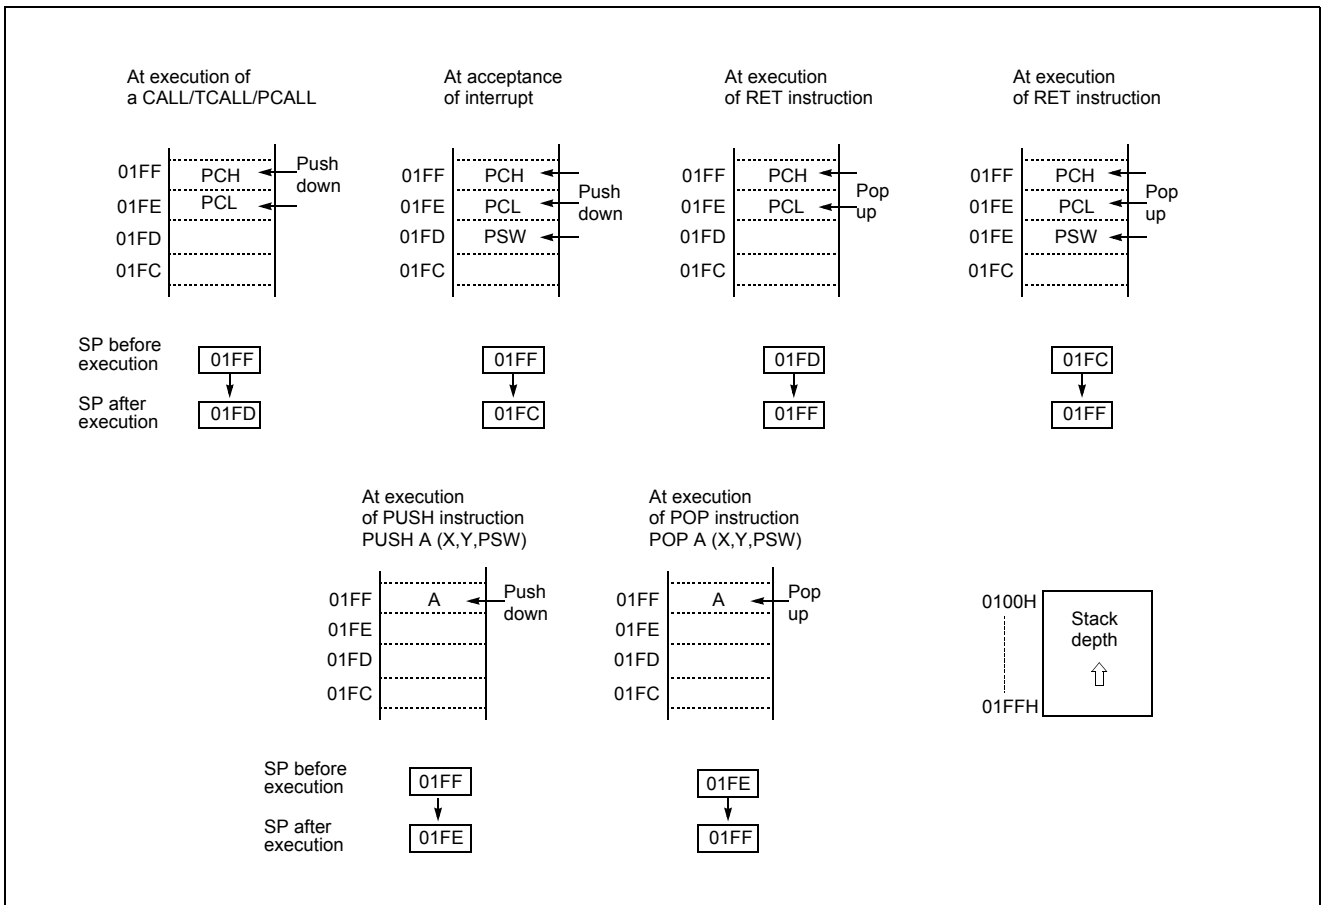 At execution of
a CALL/TCALL/PCALL
01FF PCH Push
down
01FE PCL
01FD
01FC
SP before
execution 01FF
SP after
execution 01FD
At acceptance
of interrupt
01FF PCH
Push
01FE PCL down
01FD PSW
01FC
01FF
01FC
At execution
of RET instruction
01FF PCH
Pop
01FE PCL up
01FD
01FC
01FD
01FF
At execution
of RET instruction
01FF PCH
Pop
01FE PCL up
01FE PSW
01FC
01FC
01FF
At execution
of PUSH instruction
PUSH A (X,Y,PSW)
01FF A Push
down
01FE
01FD
01FC
SP before
execution 01FF
SP after
execution 01FE
At execution
of POP instruction
POP A (X,Y,PSW)
01FF A Pop
up
01FE
01FD
01FC
01FE
01FF
0100H
Stack
depth
01FFH